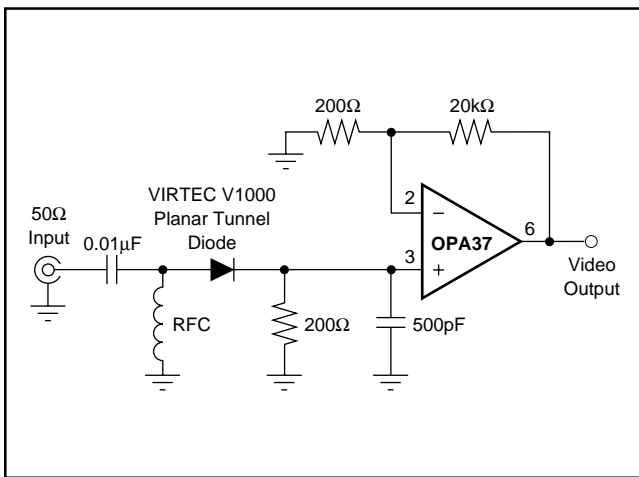 200Ω
20kΩ
VIRTEC V1000
Planar Tunnel
Diode
50Ω
Input
0.01µF
2
−
OPA37
6
3
+
Video
Output
RFC
200Ω
500pF